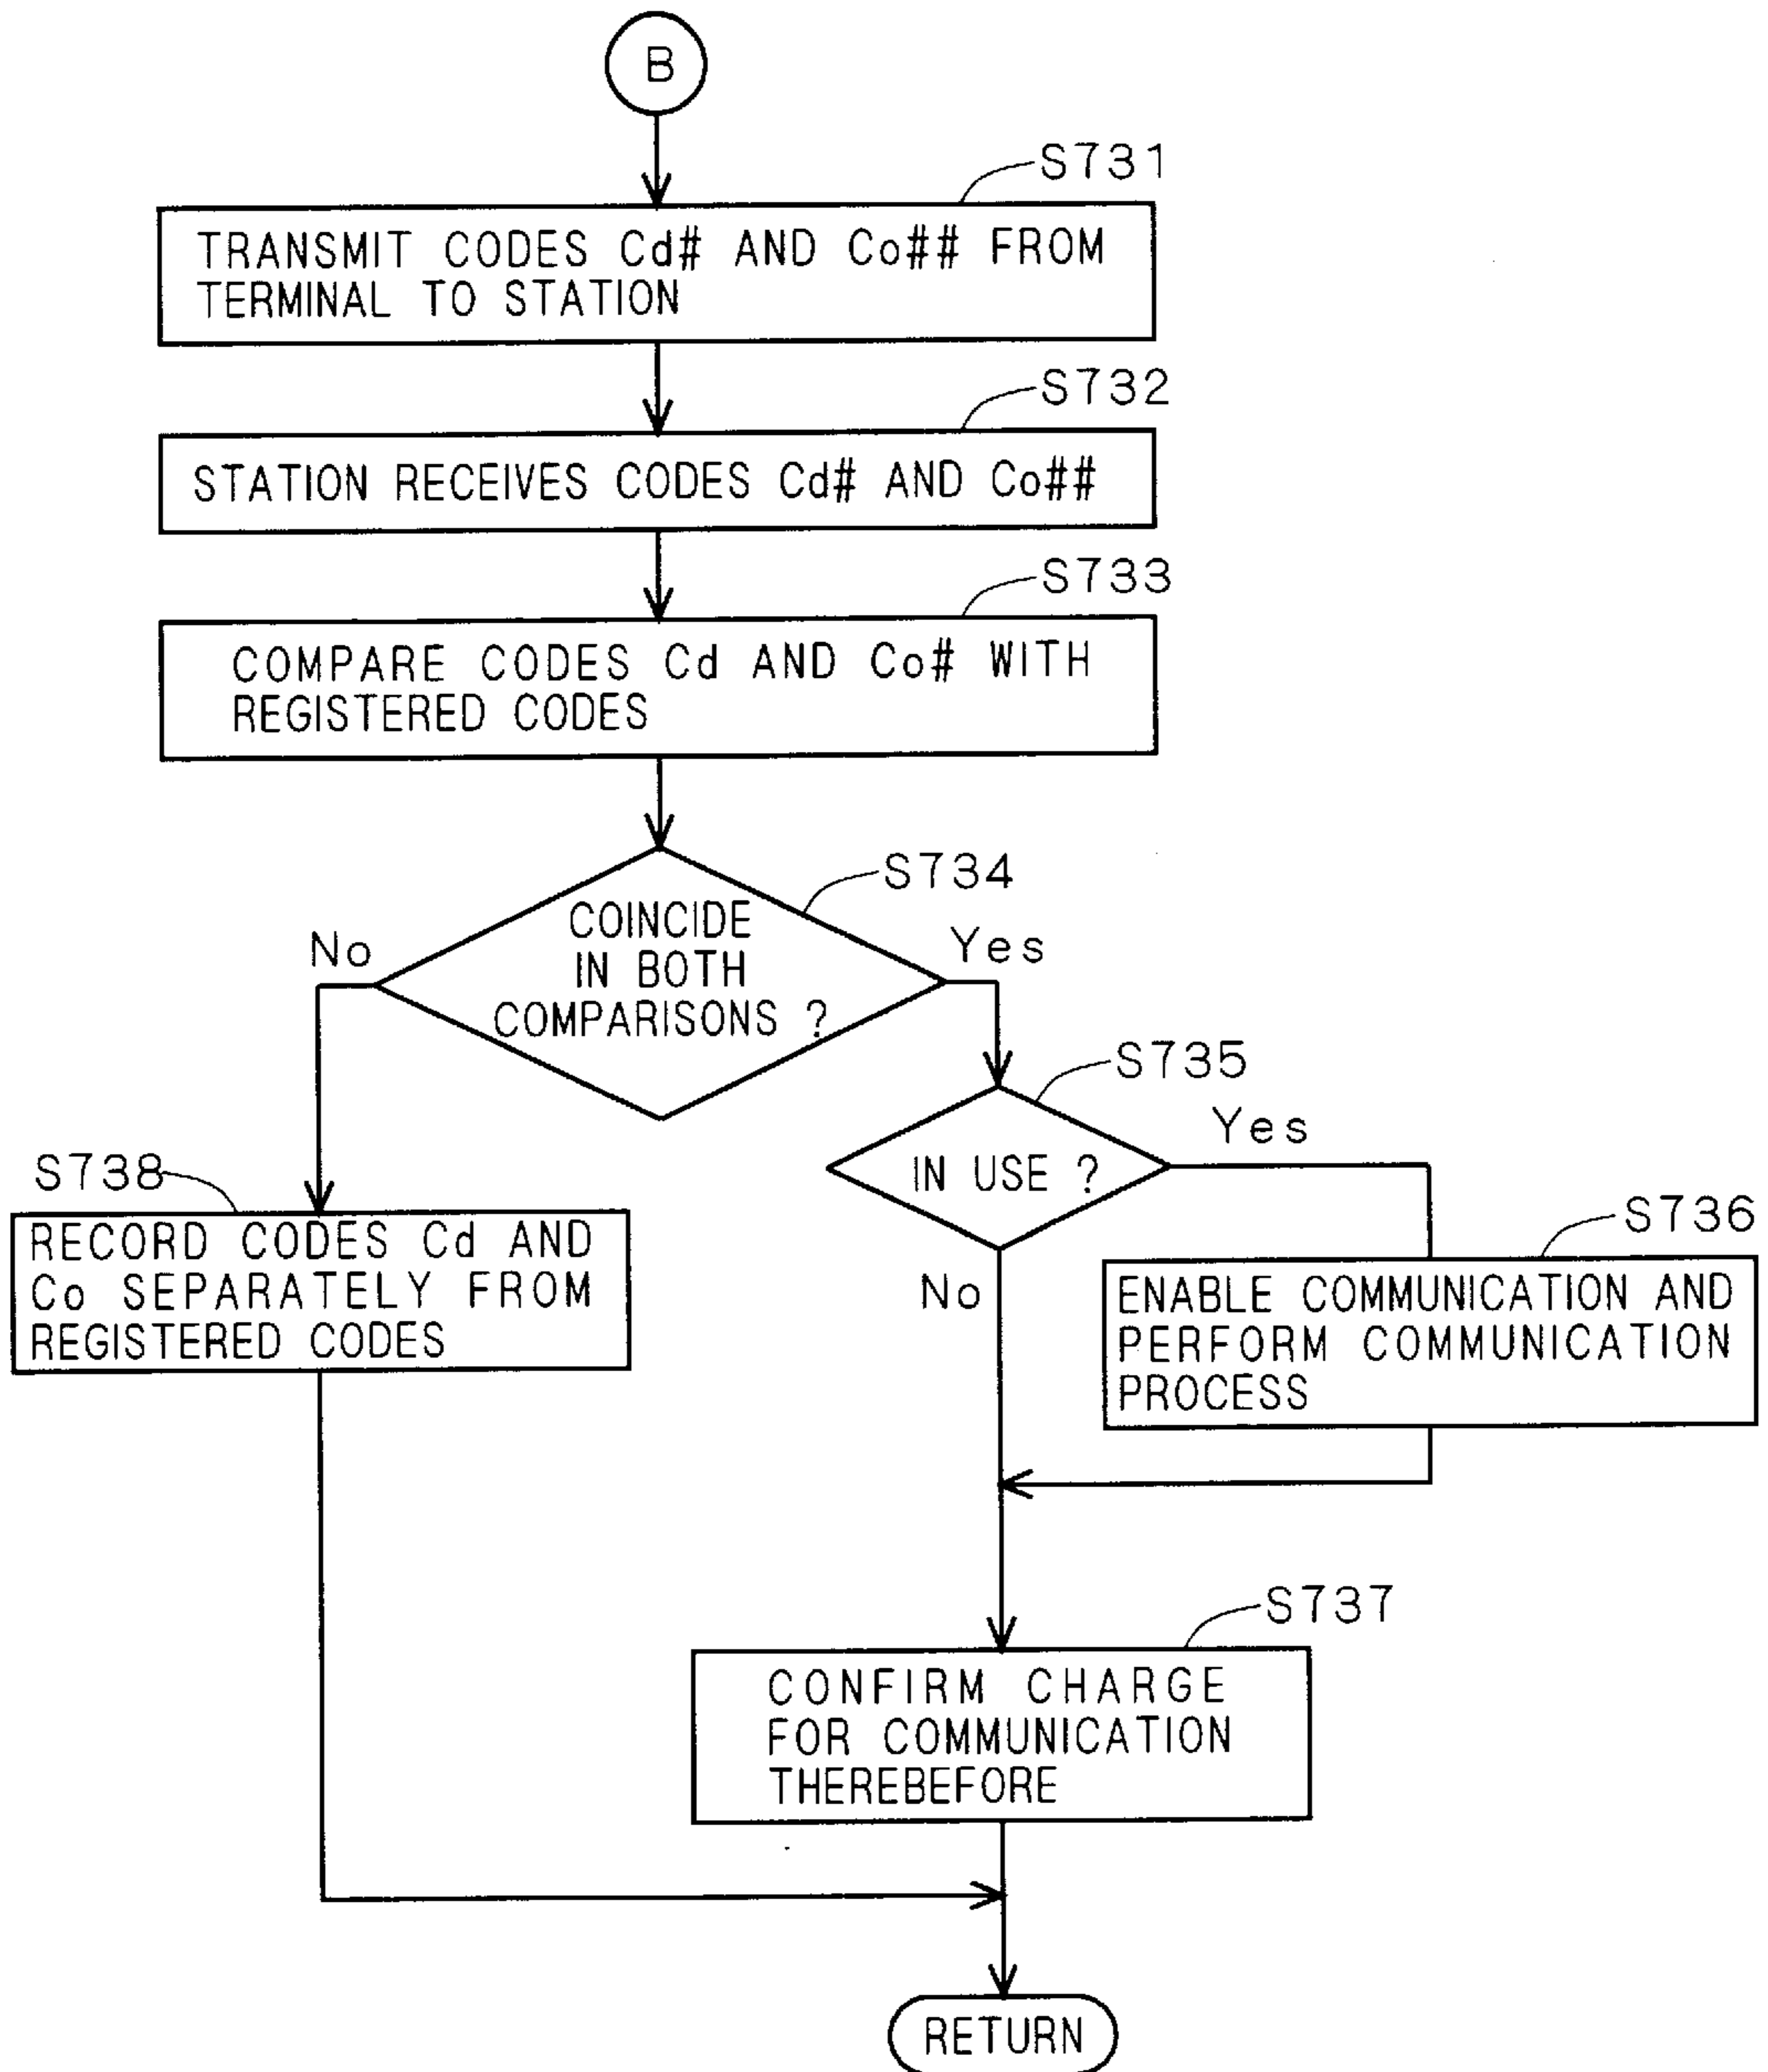 B
S731
TRANSMIT CODES Cd# AND Co## FROM
TERMINAL TO STATION
S732
STATION RECEIVES CODES Cd# AND Co##
S733
COMPARE CODES Cd AND Co# WITH
REGISTERED CODES
S734
COINCIDE
IN BOTH
COMPARISONS ?
No
Yes
S735
IN USE ?
Yes
No
S738
RECORD CODES Cd AND
Co SEPARATELY FROM
REGISTERED CODES
S736
ENABLE COMMUNICATION AND
PERFORM COMMUNICATION
PROCESS
S737
CONFIRM CHARGE
FOR COMMUNICATION
THEREBEFORE
RETURN